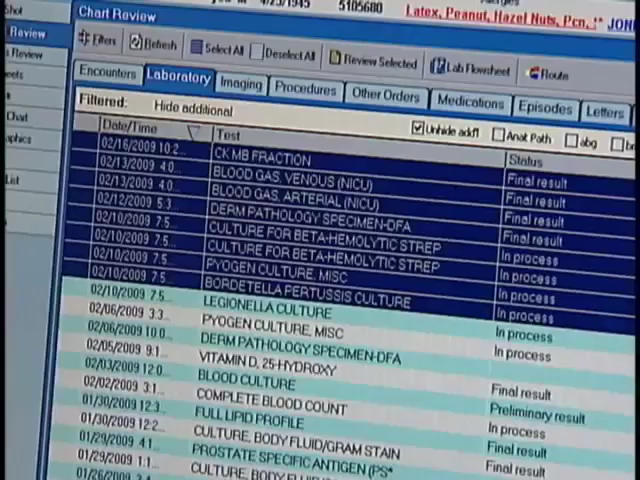 4/23/1945 5105680 Latex, Peanut, Hazel Nuts, Pcn, !*
Chart Review
Filters Refresh Select All Deselect All Review Selected Lab Flowsheet Route
Encounters Laboratory Imaging Procedures Other Orders Medications Episodes Letters
Filtered: Hide additional Unhide add'l Anat Path abg
Date/Time Test Status
02/16/2009 10:2... CK MB FRACTION Final result
02/13/2009 4:0... BLOOD GAS, VENOUS (NICU) Final result
02/13/2009 4:0... BLOOD GAS, ARTERIAL (NICU) Final result
02/12/2009 5:3... DERM PATHOLOGY SPECIMEN-DFA Final result
02/10/2009 7:5... CULTURE FOR BETA-HEMOLYTIC STREP In process
02/10/2009 7:5... CULTURE FOR BETA-HEMOLYTIC STREP In process
02/10/2009 7:5... PYOGEN CULTURE, MISC In process
02/10/2009 7:5... BORDETELLA PERTUSSIS CULTURE In process
02/10/2009 7:5... LEGIONELLA CULTURE In process
02/06/2009 3:3... PYOGEN CULTURE, MISC In process
02/06/2009 10:0... DERM PATHOLOGY SPECIMEN-DFA
02/05/2009 9:1... VITAMIN D, 25-HYDROXY Final result
02/03/2009 12:0... BLOOD CULTURE Preliminary result
02/02/2009 3:1... COMPLETE BLOOD COUNT In process
01/30/2009 12:3... FULL LIPID PROFILE Final result
01/30/2009 12:2... CULTURE, BODY FLUID/GRAM STAIN Final result
01/29/2009 4:1... PROSTATE SPECIFIC ANTIGEN (PS*
01/29/2009 1:1... CULTURE, BODY
Review
Review
Chart
List